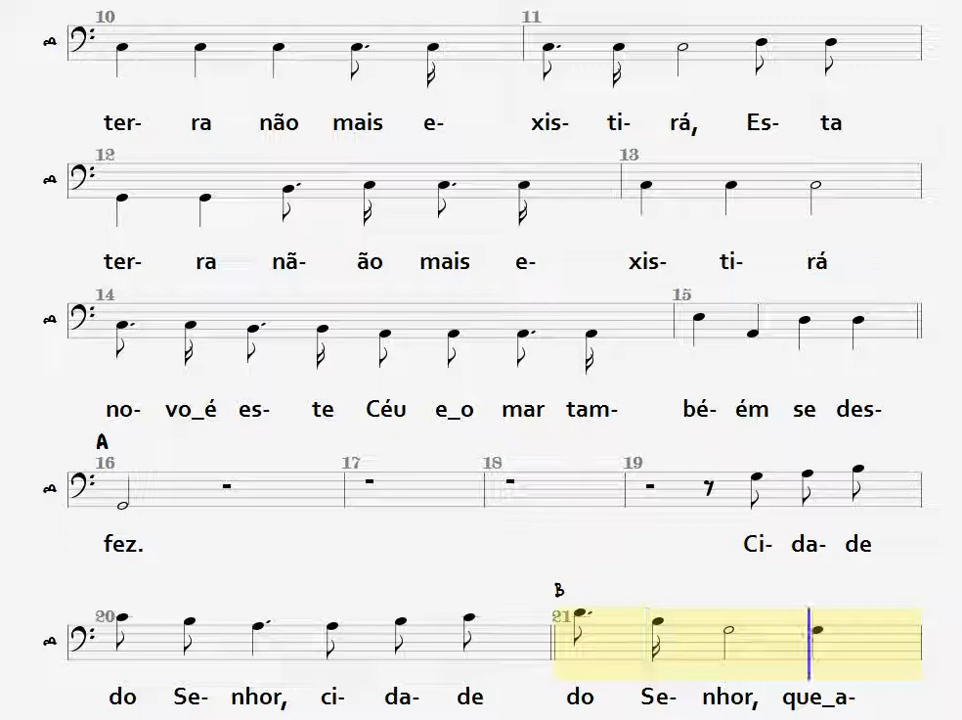 10 11
ter- ra não mais e- xis- ti- rá, Es- ta
12 13
ter- ra nã- ão mais e- xis- ti- rá
14 15
no- vo_é es- te Céu e_o mar tam- bé- ém se des-
A
16 17 18 19
fez. Ci- da- de
B
20 21
do Se- nhor, ci- da- de do Se- nhor, que_a-